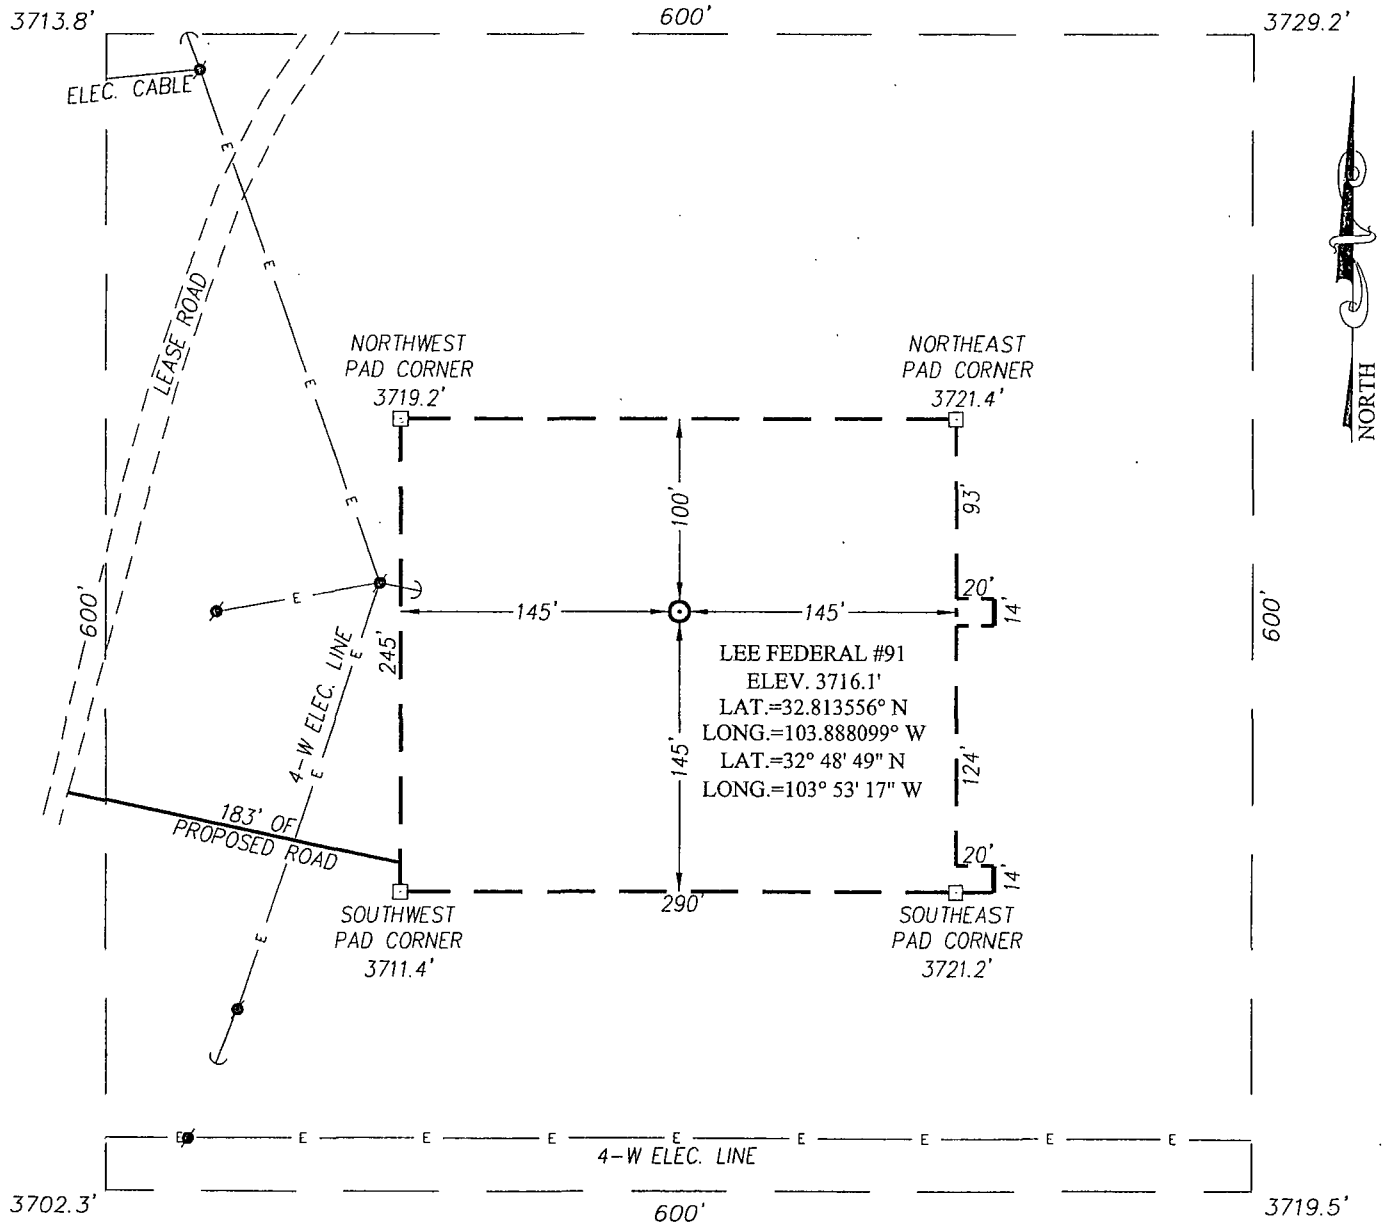 3713.8'
600'
3729.2'
ELEC. CABLE
E
E
LEASE ROAD
E
E
E
NORTH
NORTHWEST
PAD CORNER
3719.2'
NORTHEAST
PAD CORNER
3721.4'
100'
93'
600'
E
145'
145'
20'
14'
600'
245'
E
4-W ELEC. LINE
E
LEE FEDERAL #91
ELEV. 3716.1'
LAT.=32.813556° N
LONG.=103.888099° W
LAT.=32° 48' 49" N
LONG.=103° 53' 17" W
145'
124'
183' OF
PROPOSED ROAD
20'
14'
290'
SOUTHWEST
PAD CORNER
3711.4'
SOUTHEAST
PAD CORNER
3721.2'
E
E E E E E E E E E
4-W ELEC. LINE
3702.3'
600'
3719.5'